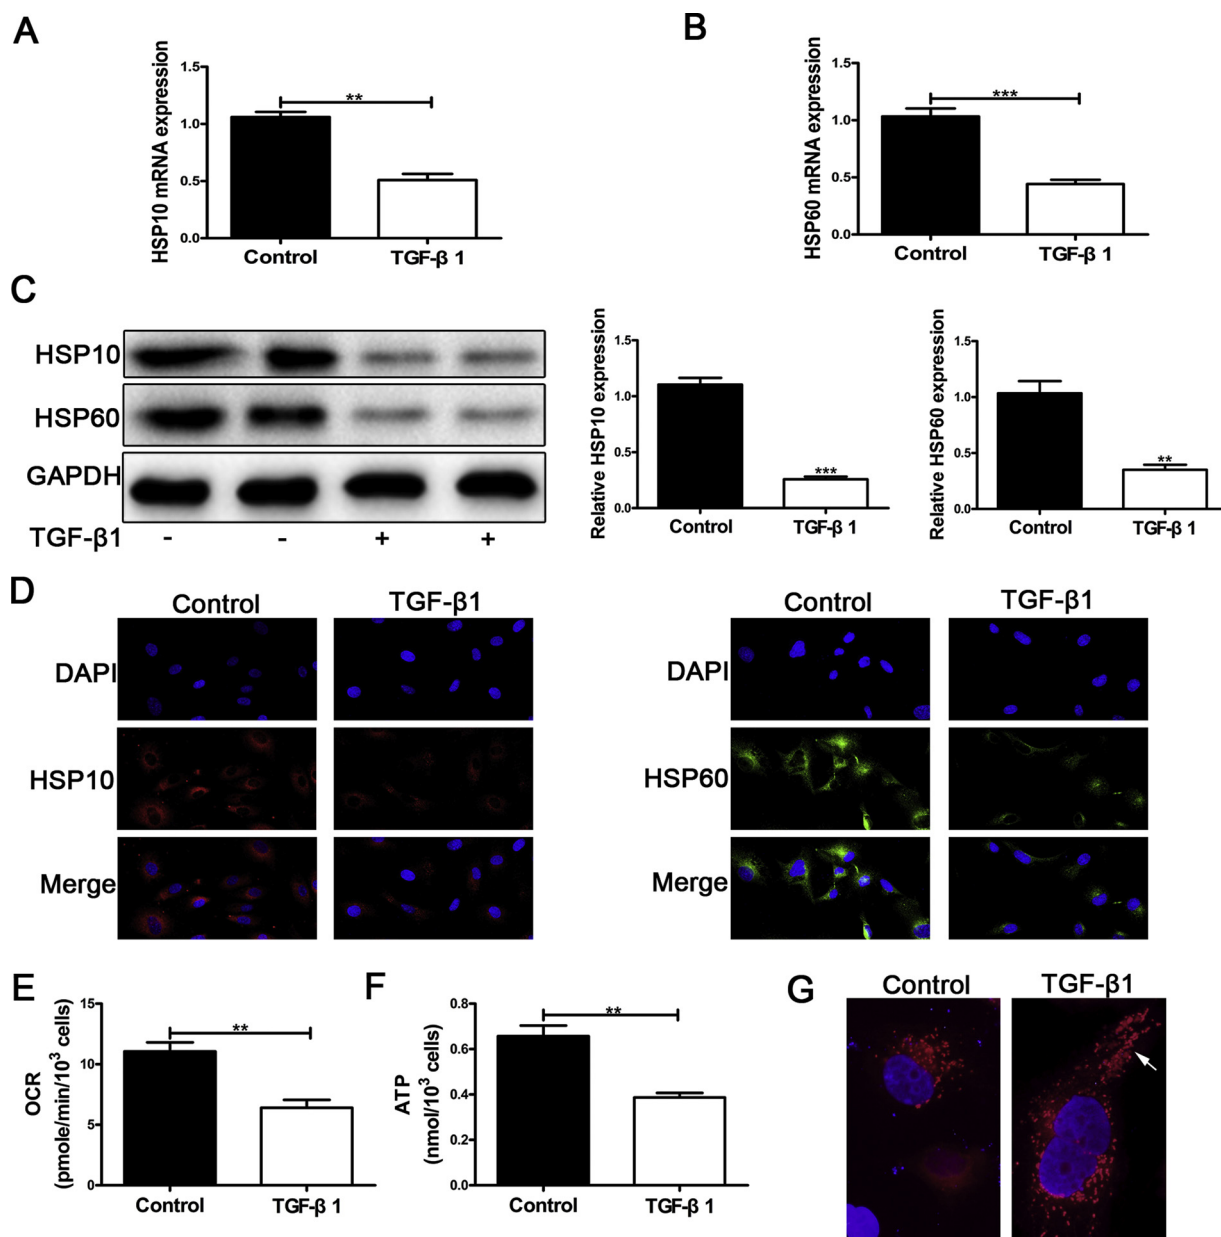 A
B
HSP10 mRNA expression
1.5
1.0
0.5
0.0
**
Control
TGF-β 1
HSP60 mRNA expression
1.5
1.0
0.5
0.0
***
Control
TGF-β 1
C
HSP10
HSP60
GAPDH
TGF-β1
- - + +
Relative HSP10 expression
1.5
1.0
0.5
0.0
***
Control
TGF-β 1
Relative HSP60 expression
1.5
1.0
0.5
0.0
**
Control
TGF-β 1
D
Control
TGF-β1
DAPI
HSP10
Merge
Control
TGF-β1
DAPI
HSP60
Merge
E
OCR
(pmole/min/10³ cells)
15
10
5
0
**
Control
TGF-β 1
F
ATP
(nmol/10³ cells)
0.8
0.6
0.4
0.2
0.0
**
Control
TGF-β 1
G
Control
TGF-β1